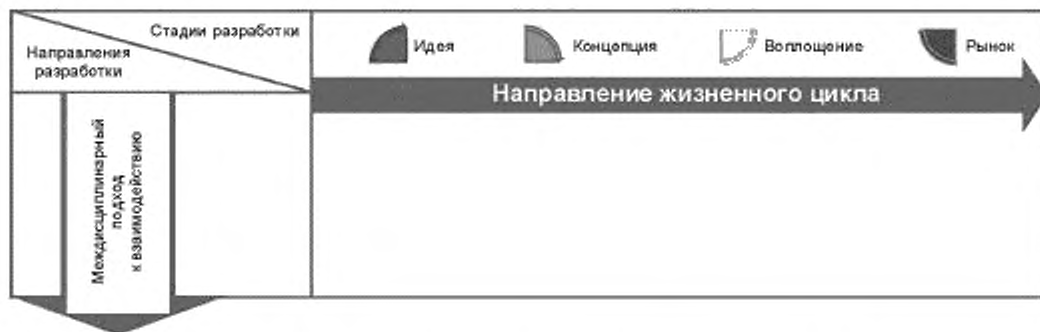 Стадии разработки
Направления
разработки
Идея
Концепция
Воплощение
Рынок
Направление жизненного цикла
Междисциплинарный
подход
к взаимодействию